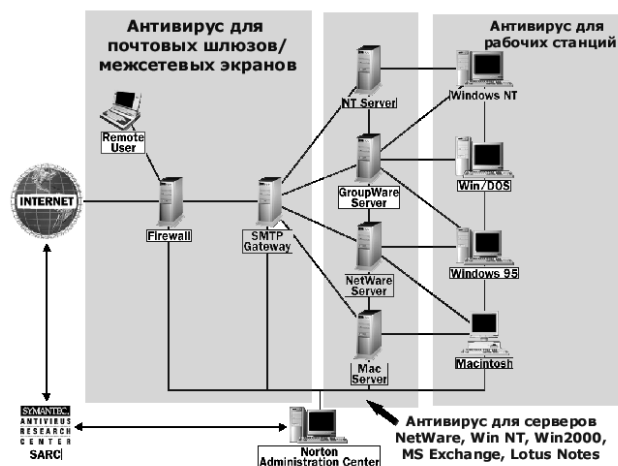 Антивирус для
почтовых шлюзов/
межсетевых экранов
Антивирус для
рабочих станций
Remote
User
INTERNET
Firewall
SMTP
Gateway
NT Server
GroupWare
Server
NetWare
Server
Mac
Server
Windows NT
Win/DOS
Windows 95
Macintosh
SYMANTEC.
ANTIVIRUS
RESEARCH
CENTER
SARC
Norton
Administration Center
Антивирус для серверов
NetWare, Win NT, Win2000,
MS Exchange, Lotus Notes